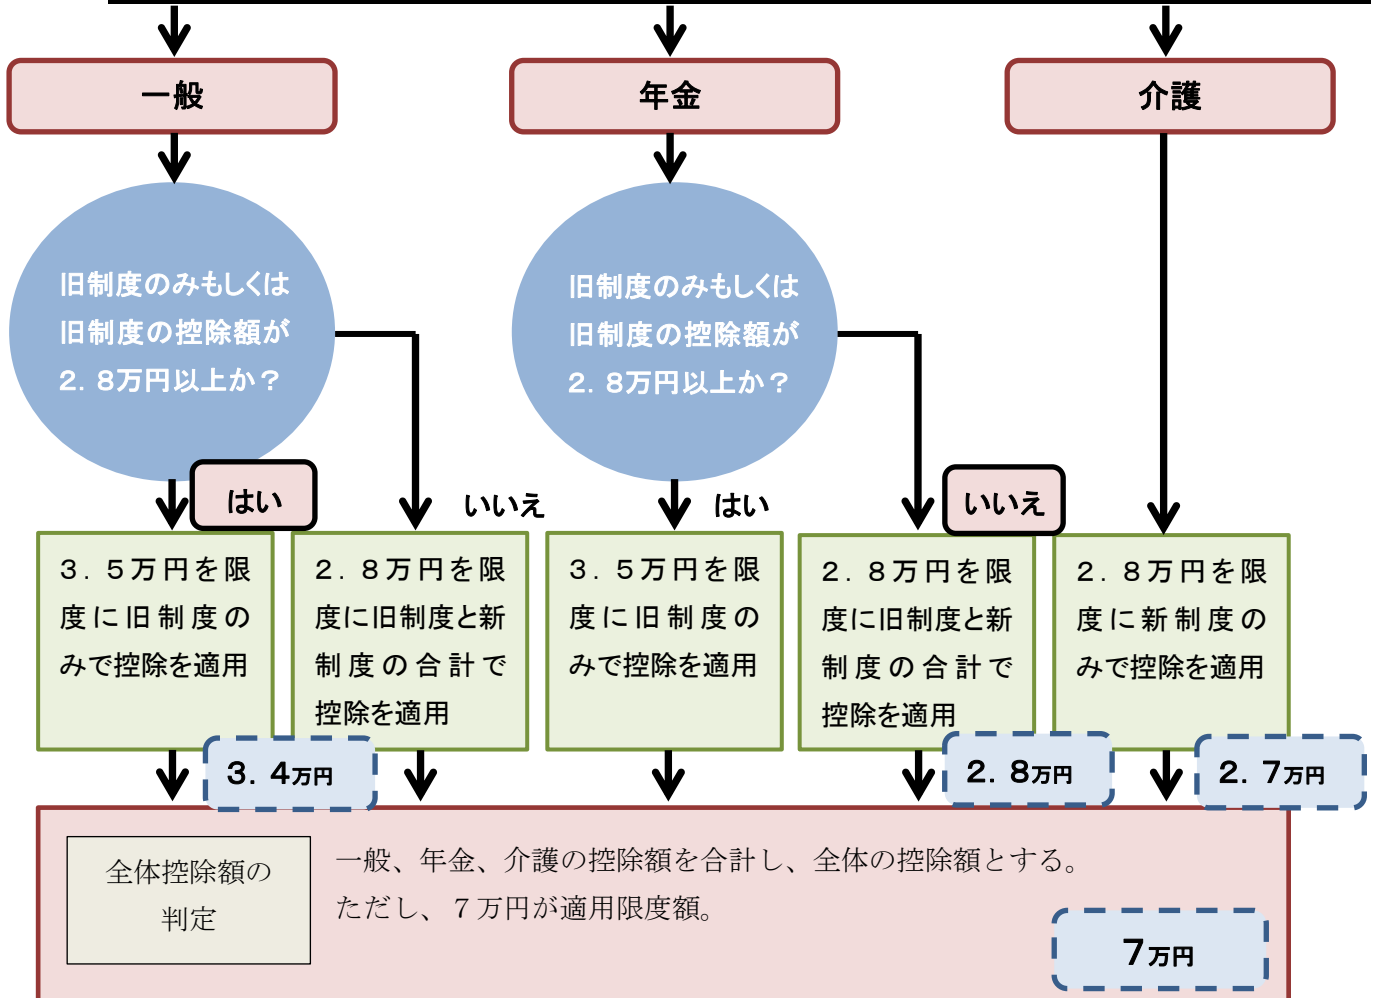 一般
年金
介護
旧制度のみもしくは
旧制度の控除額が
２．８万円以上か？
旧制度のみもしくは
旧制度の控除額が
２．８万円以上か？
はい
いいえ
はい
いいえ
３．５万円を限
度に旧制度の
みで控除を適用
２．８万円を限
度に旧制度と新
制度の合計で
控除を適用
３．５万円を限
度に旧制度の
みで控除を適用
２．８万円を限
度に旧制度と新
制度の合計で
控除を適用
２．８万円を限
度に新制度の
みで控除を適用
３．４万円
２．８万円
２．７万円
全体控除額の
判定
一般、年金、介護の控除額を合計し、全体の控除額とする。
ただし、７万円が適用限度額。
７万円